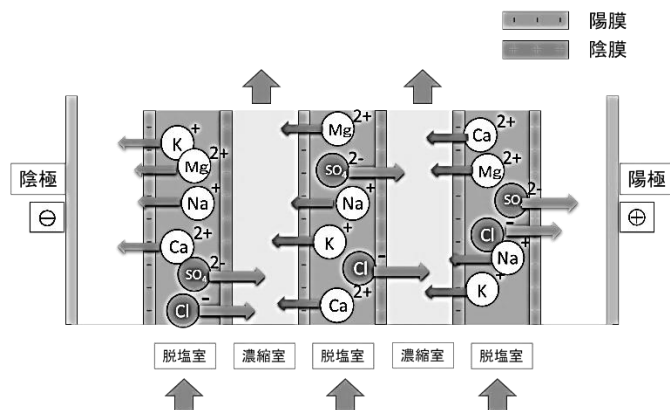 陽膜
陰膜
陰極
⊖
陽極
⊕
K+
Mg2+
Na+
Ca2+
SO42-
Cl-
Mg2+
SO42-
Na+
K+
Cl-
Ca2+
Ca2+
Mg2+
SO2-
Cl-
Na+
K+
脱塩室
濃縮室
脱塩室
濃縮室
脱塩室